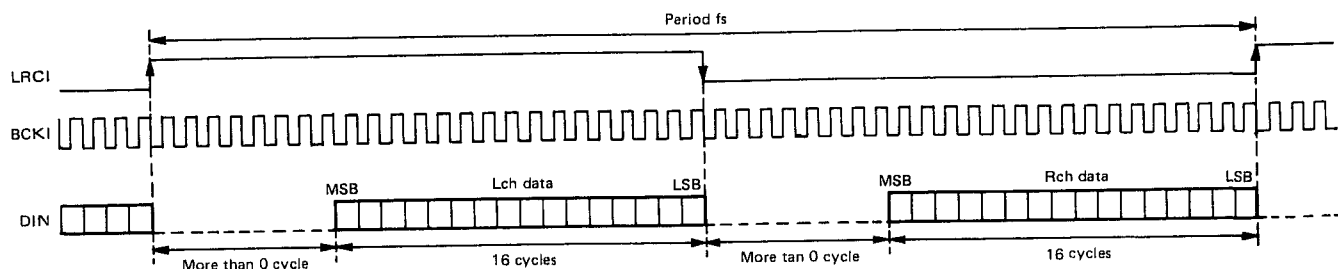 Period fs
LRCI
BCKI
MSB Lch data LSB MSB Rch data LSB
DIN
More than 0 cycle 16 cycles More tan 0 cycle 16 cycles